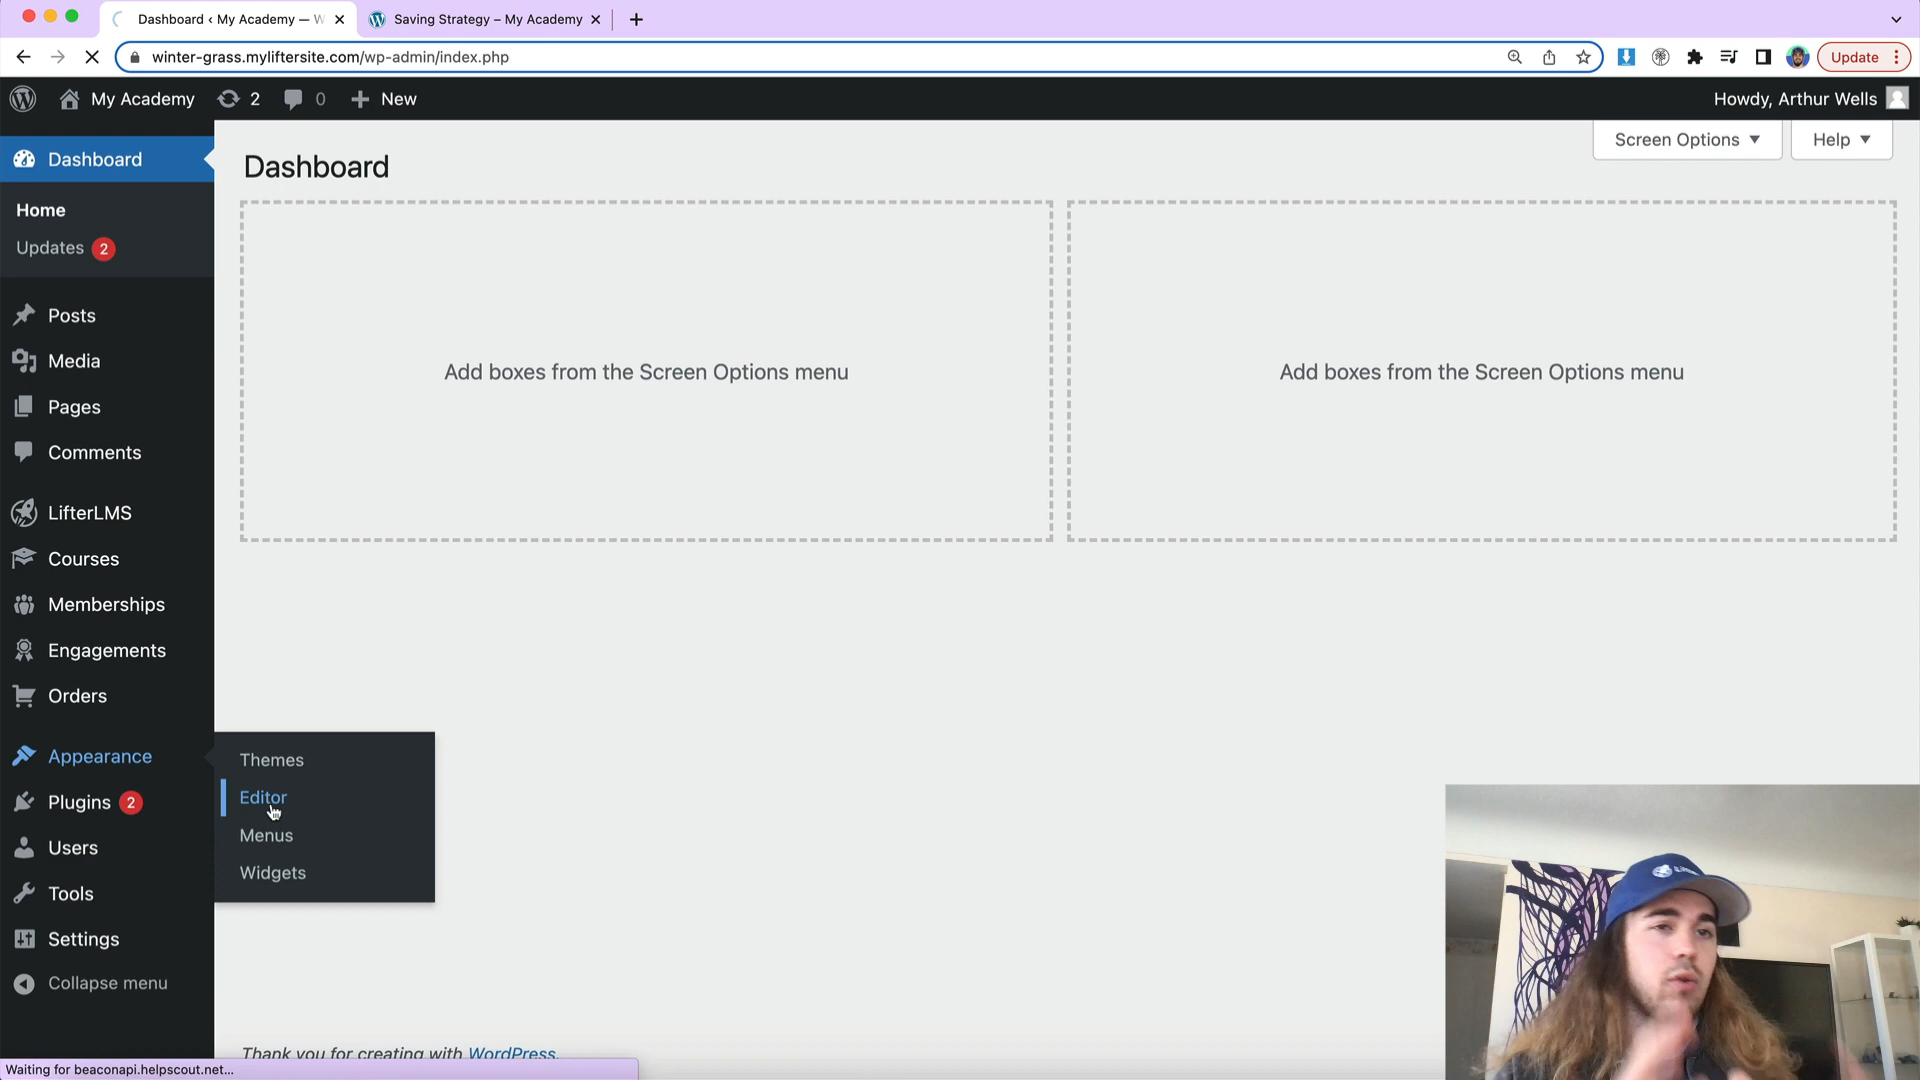 Dashboard < My Academy — W
Saving Strategy – My Academy
winter-grass.myliftersite.com/wp-admin/index.php
Update
My Academy
2
0
New
Howdy, Arthur Wells
Dashboard
Home
Updates 2
Posts
Media
Pages
Comments
LifterLMS
Courses
Memberships
Engagements
Orders
Appearance
Plugins 2
Users
Tools
Settings
Collapse menu
Themes
Editor
Menus
Widgets
Screen Options
Help
Dashboard
Add boxes from the Screen Options menu
Add boxes from the Screen Options menu
Thank you for creating with WordPress.
Waiting for beaconapi.helpscout.net...